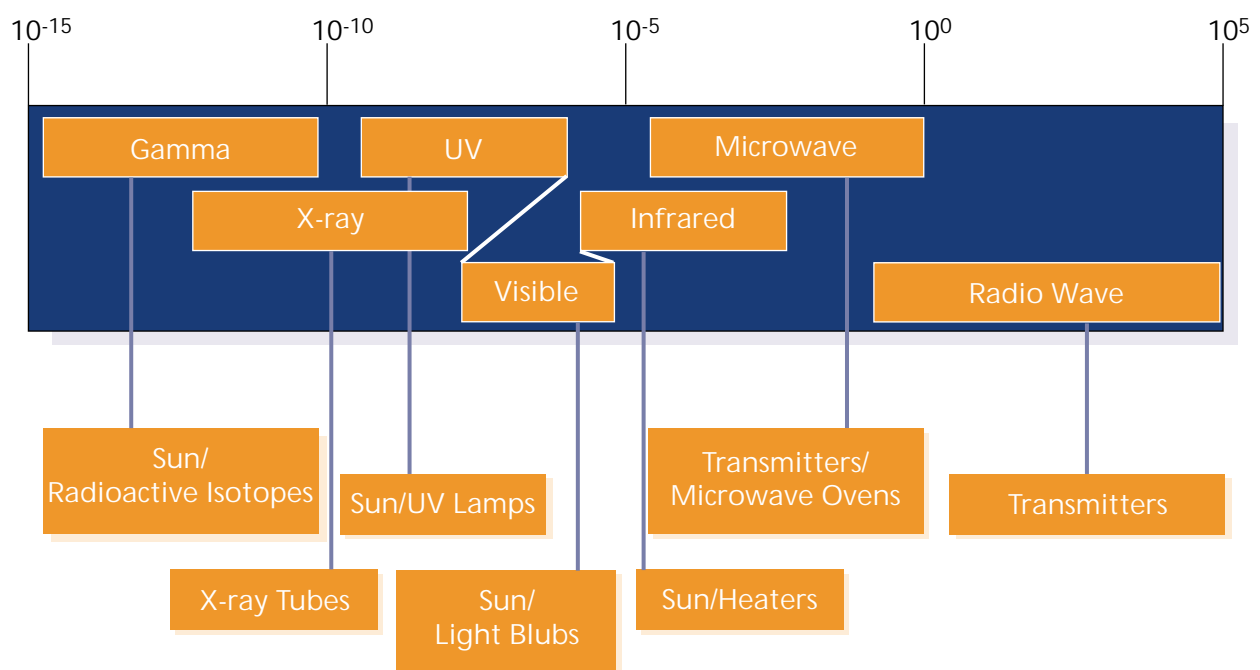 10-15 10-10 10-5 100 105
Gamma UV Microwave
X-ray Infrared
Visible Radio Wave
Sun/
Radioactive Isotopes
Transmitters/
Microwave Ovens
Sun/UV Lamps
Transmitters
X-ray Tubes
Sun/
Light Blubs
Sun/Heaters